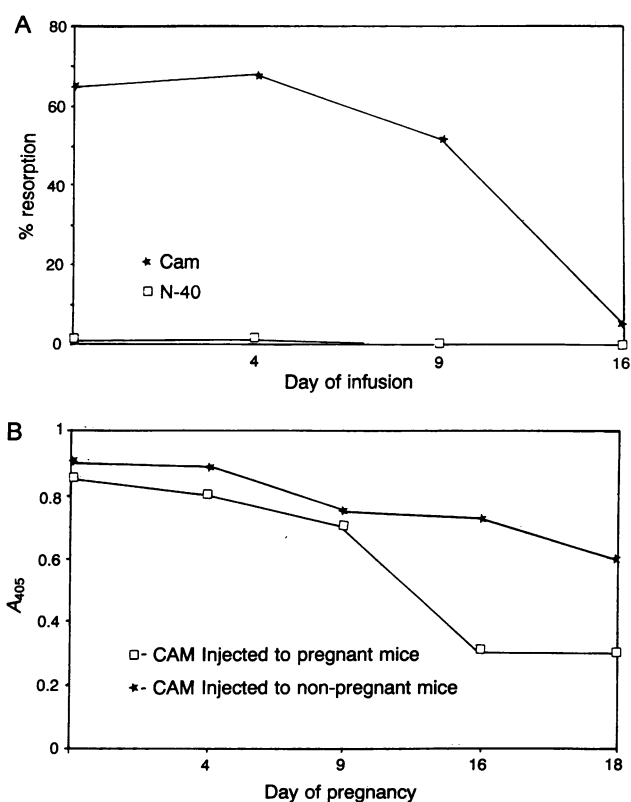 A
80
60
40
20
0
% resorption
★ Cam
□ N-40
4 9 16
Day of infusion
B
1
0.8
0.6
0.4
0.2
0
A405
□- CAM Injected to pregnant mice
★- CAM Injected to non-pregnant mice
4 9 16 18
Day of pregnancy